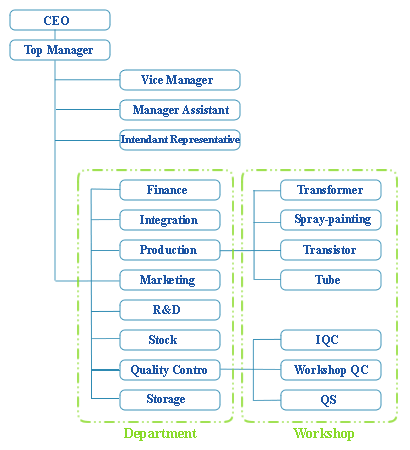 CEO
Top Manager
Vice Manager
Manager Assistant
Intendant Representative
Finance
Transformer
Integration
Spray-painting
Production
Transistor
Marketing
Tube
R&D
Stock
IQC
Quality Contro
Workshop QC
Storage
QS
Department
Workshop